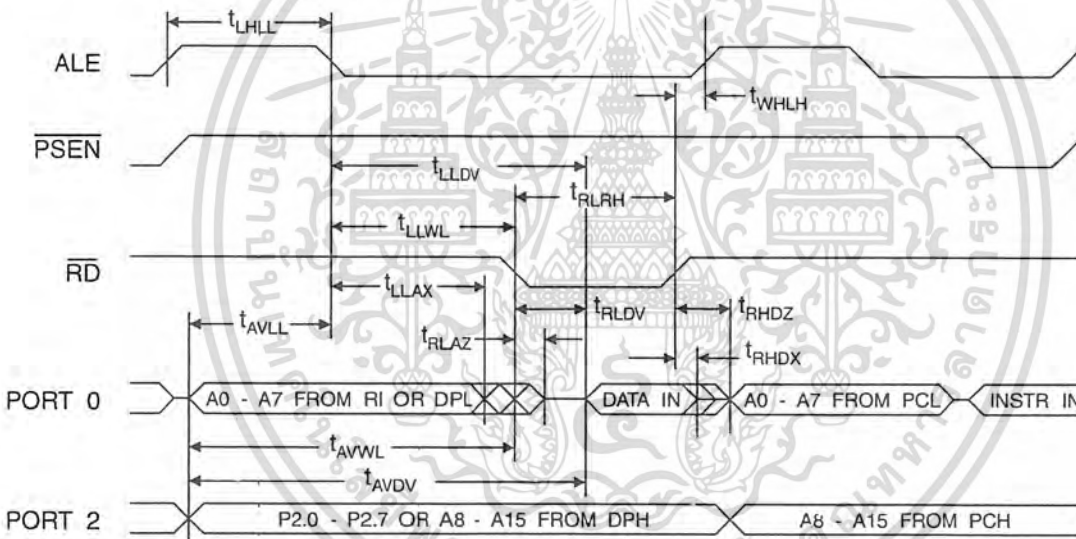 tLHLL
ALE
tWHLH
PSEN
tLLDV
tRLRH
tLLWL
RD
tLLAX
tRLDV
tRHDZ
tAVLL
tRLAZ
tRHDX
PORT 0
A0 - A7 FROM RI OR DPL
DATA IN
A0 - A7 FROM PCL
INSTR IN
tAVWL
tAVDV
PORT 2
P2.0 - P2.7 OR A8 - A15 FROM DPH
A8 - A15 FROM PCH